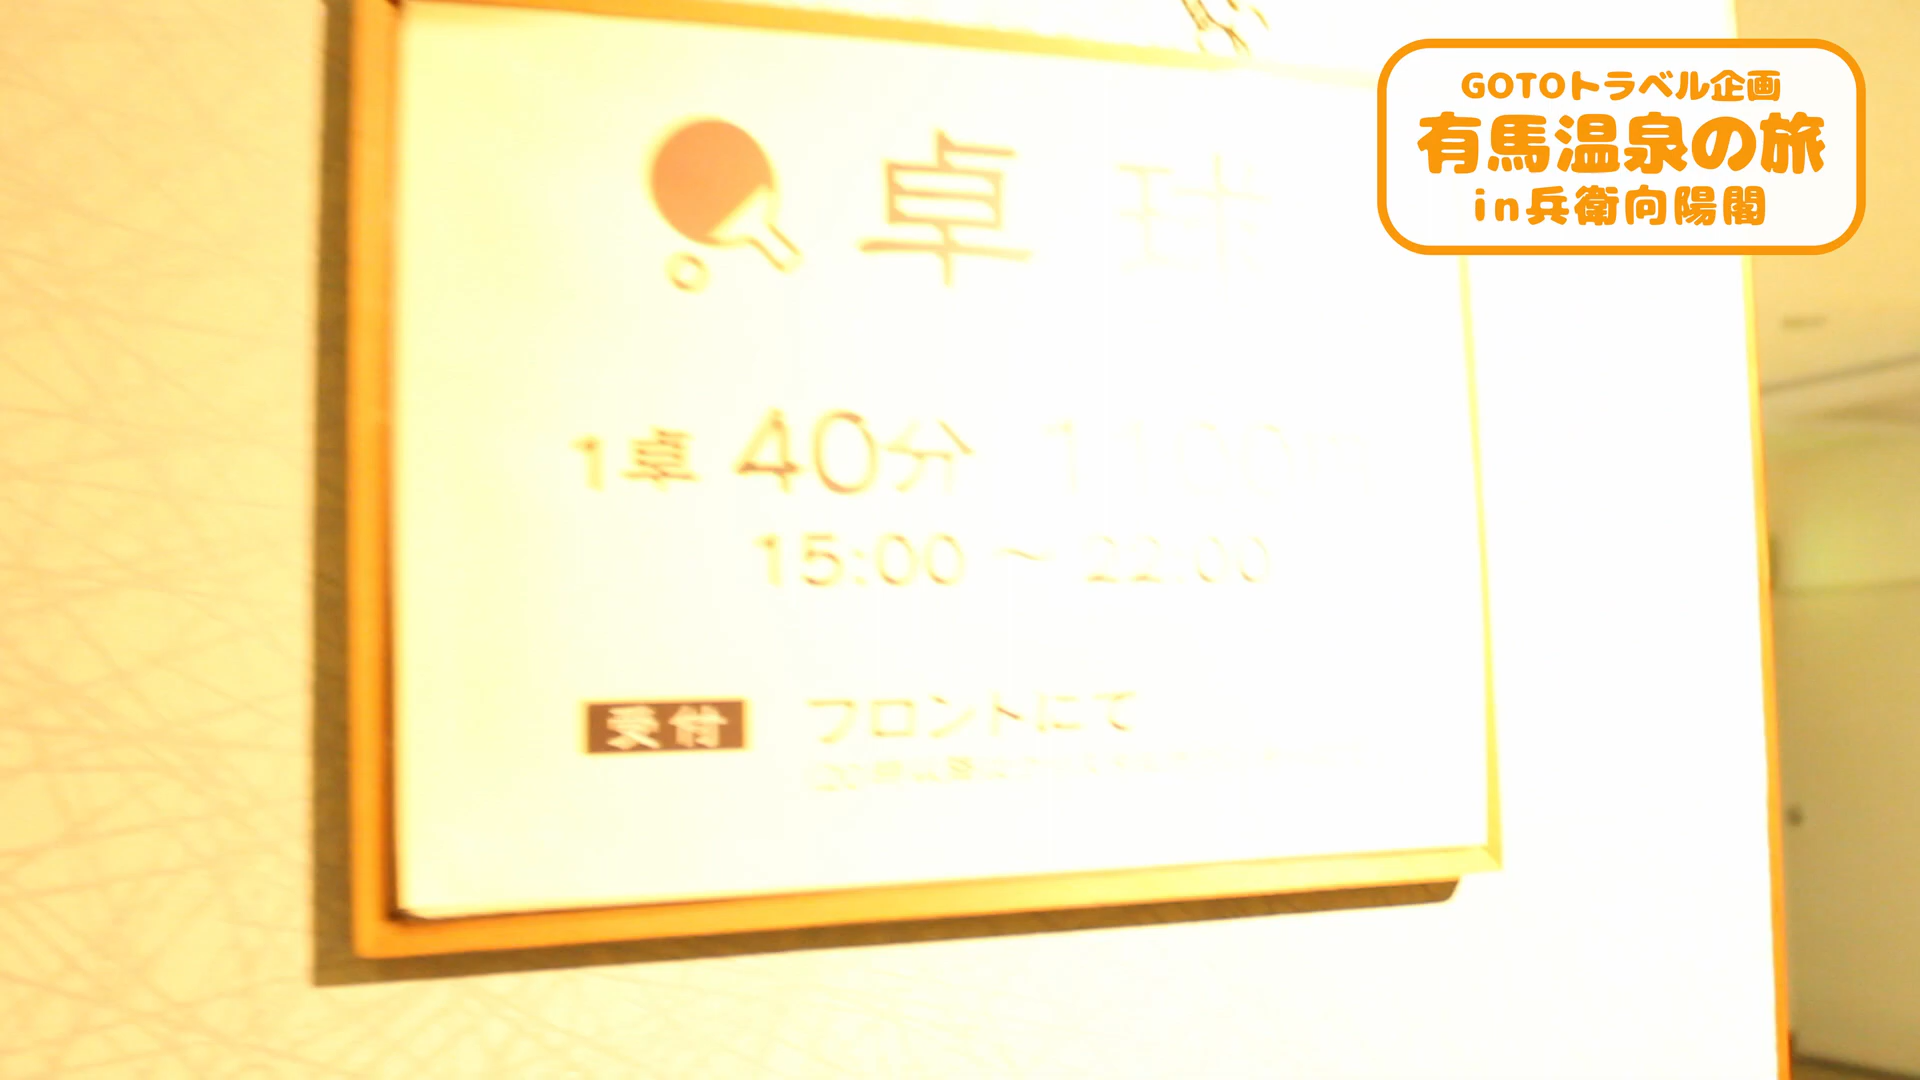 GOTOトラベル企画
有馬温泉の旅
in兵衛向陽閣
卓球
1卓 40分 1100
15:00 ～ 22:00
受付 フロントにて